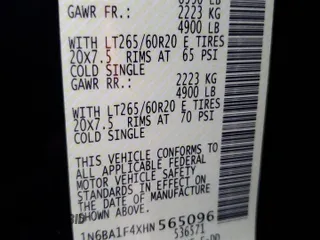 GAWR FR.: 2223 KG
4900 LB
WITH LT265/60R20 E TIRES
20X7.5 RIMS AT 65 PSI
COLD SINGLE
GAWR RR.: 2223 KG
4900 LB
WITH LT265/60R20 E TIRES
20X7.5 RIMS AT 70 PSI
COLD SINGLE
THIS VEHICLE CONFORMS TO
ALL APPLICABLE FEDERAL
MOTOR VEHICLE SAFETY
STANDARDS IN EFFECT ON
THE DATE OF MANUFACTURE
SHOWN ABOVE.
1N6BA1F4XHN565096
536571